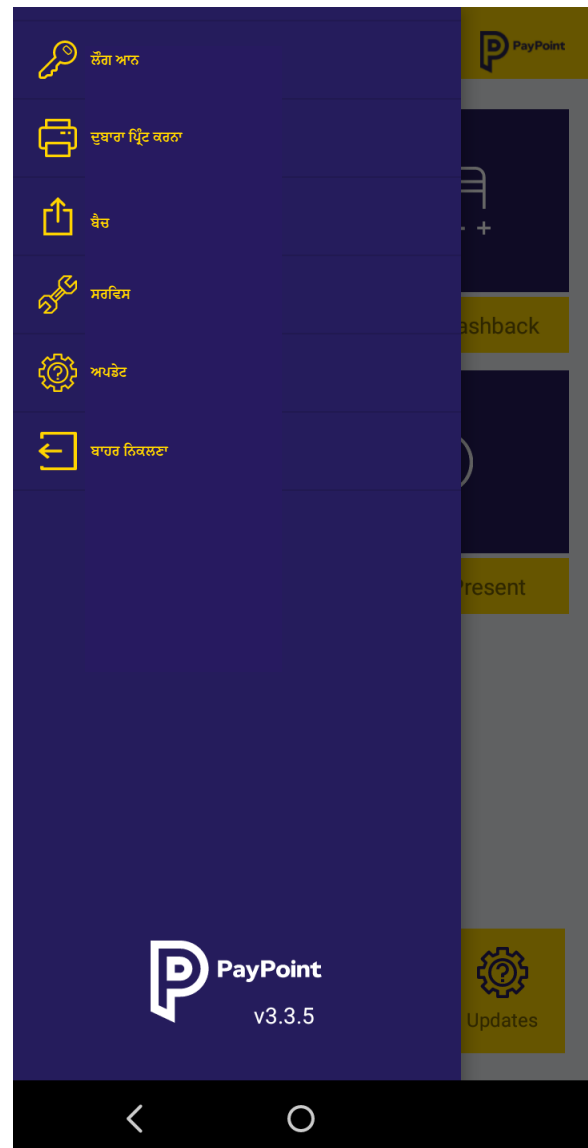 ਲੌਗ ਆਨ
PayPoint
ਦੁਬਾਰਾ ਪ੍ਰਿੰਟ ਕਰਨਾ
ਬੈਚ
ਸਰਵਿਸ
ashback
ਅਪਡੇਟ
ਬਾਹਰ ਨਿਕਲਣਾ
Present
PayPoint
v3.3.5
Updates